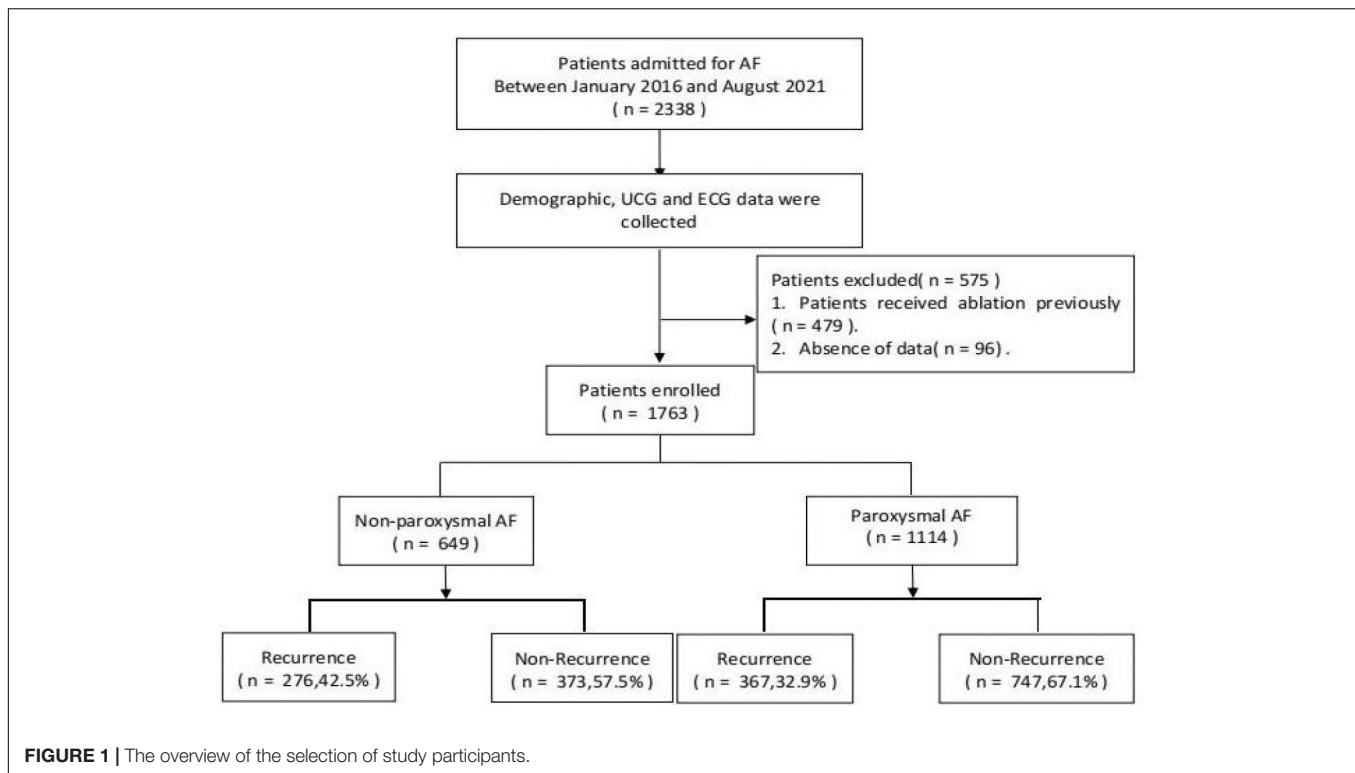 Patients admitted for AF
Between January 2016 and August 2021
( n = 2338 )
Demographic, UCG and ECG data were
collected
Patients excluded( n = 575 )
1. Patients received ablation previously
( n = 479 ).
2. Absence of data( n = 96) .
Patients enrolled
( n = 1763 )
Non-paroxysmal AF
( n = 649 )
Paroxysmal AF
( n = 1114 )
Recurrence
( n = 276,42.5% )
Non-Recurrence
( n = 373,57.5% )
Recurrence
( n = 367,32.9% )
Non-Recurrence
( n = 747,67.1% )
FIGURE 1 | The overview of the selection of study participants.